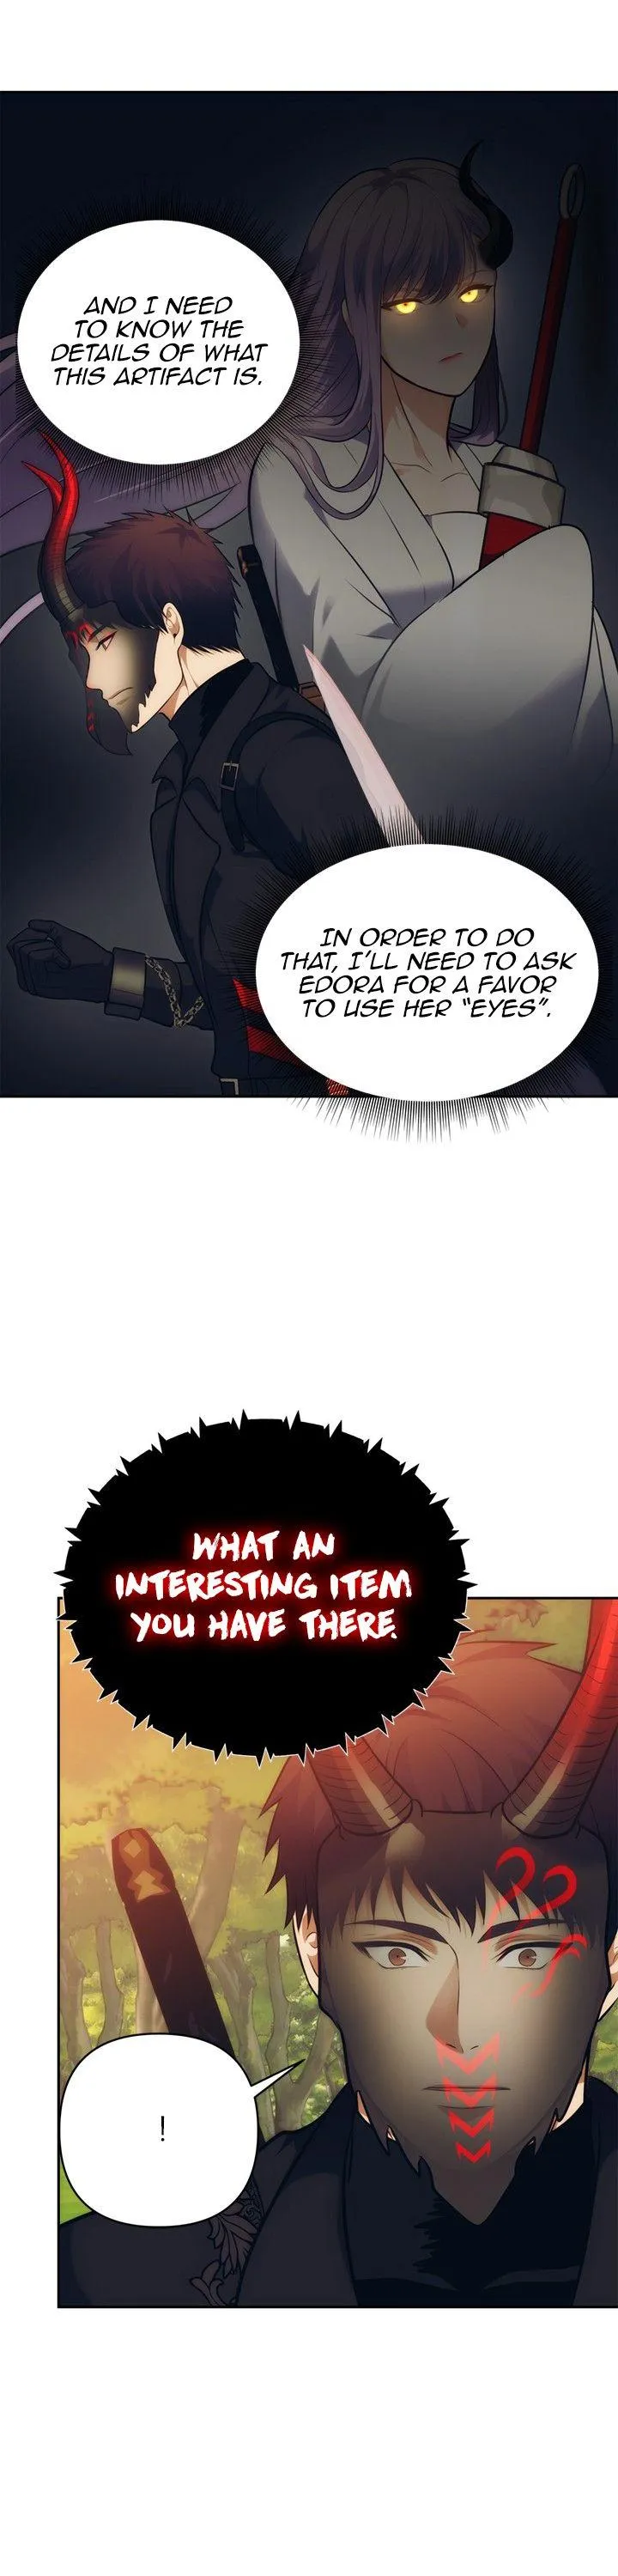 AND I NEED
TO KNOW THE
DETAILS OF WHAT
THIS ARTIFACT IS.
IN ORDER TO DO
THAT, I'LL NEED TO ASK
EDORA FOR A FAVOR
TO USE HER "EYES".
WHAT AN
INTERESTING ITEM
YOU HAVE THERE.
!